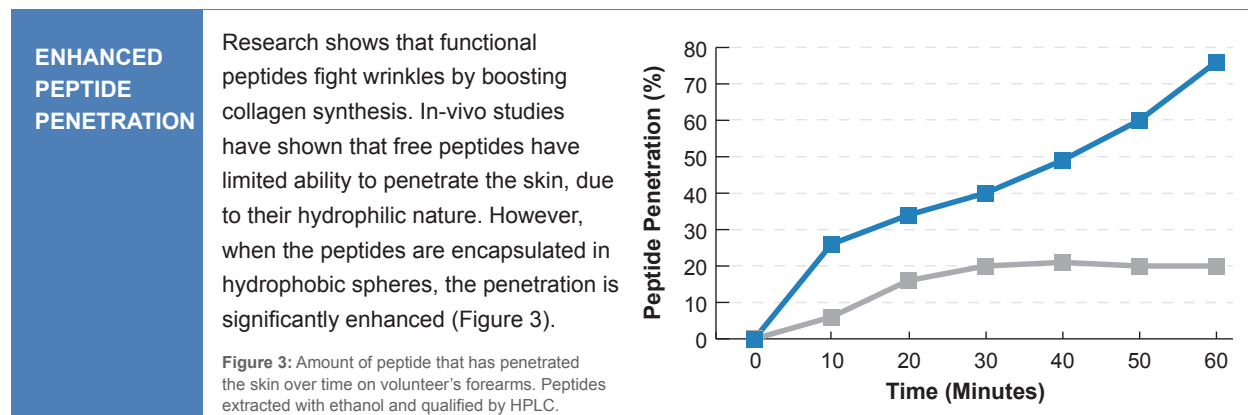 ENHANCED
PEPTIDE
PENETRATION
Research shows that functional
peptides fight wrinkles by boosting
collagen synthesis. In-vivo studies
have shown that free peptides have
limited ability to penetrate the skin, due
to their hydrophilic nature. However,
when the peptides are encapsulated in
hydrophobic spheres, the penetration is
significantly enhanced (Figure 3).
Figure 3: Amount of peptide that has penetrated
the skin over time on volunteer's forearms. Peptides
extracted with ethanol and qualified by HPLC.
Peptide Penetration (%)
80
70
60
50
40
30
20
10
0
0 10 20 30 40 50 60
Time (Minutes)